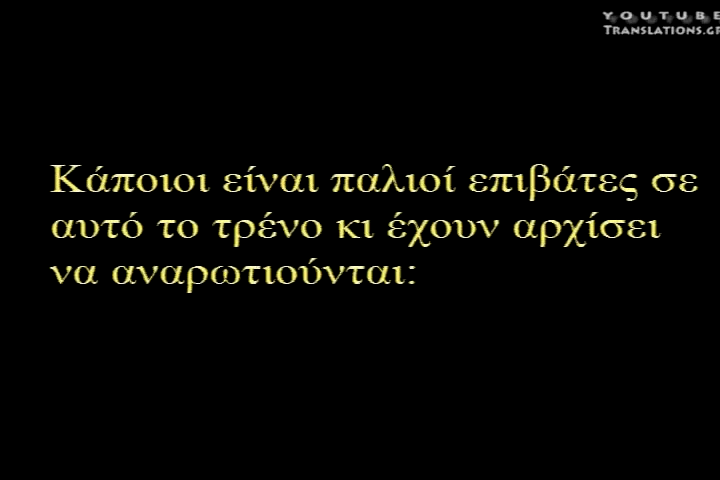 YOUTUBE
TRANSLATIONS.GR
Κάποιοι είναι παλιοί επιβάτες σε
αυτό το τρένο κι έχουν αρχίσει
να αναρωτιούνται: